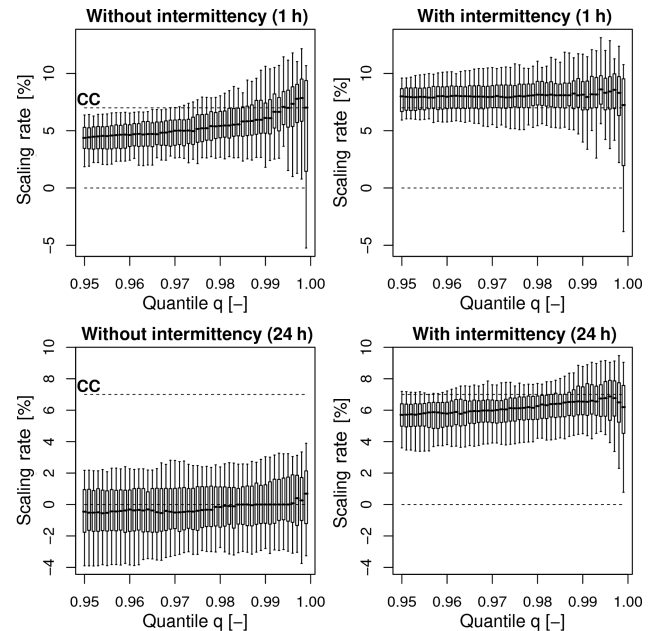 Without intermittency (1 h)
Scaling rate [%]
10
5
0
−5
CC
0.95 0.96 0.97 0.98 0.99 1.00
Quantile q [−]
With intermittency (1 h)
Scaling rate [%]
10
5
0
−5
0.95 0.96 0.97 0.98 0.99 1.00
Quantile q [−]
Without intermittency (24 h)
Scaling rate [%]
10
8
6
4
2
0
−2
−4
CC
0.95 0.96 0.97 0.98 0.99 1.00
Quantile q [−]
With intermittency (24 h)
Scaling rate [%]
10
8
6
4
2
0
−2
−4
0.95 0.96 0.97 0.98 0.99 1.00
Quantile q [−]